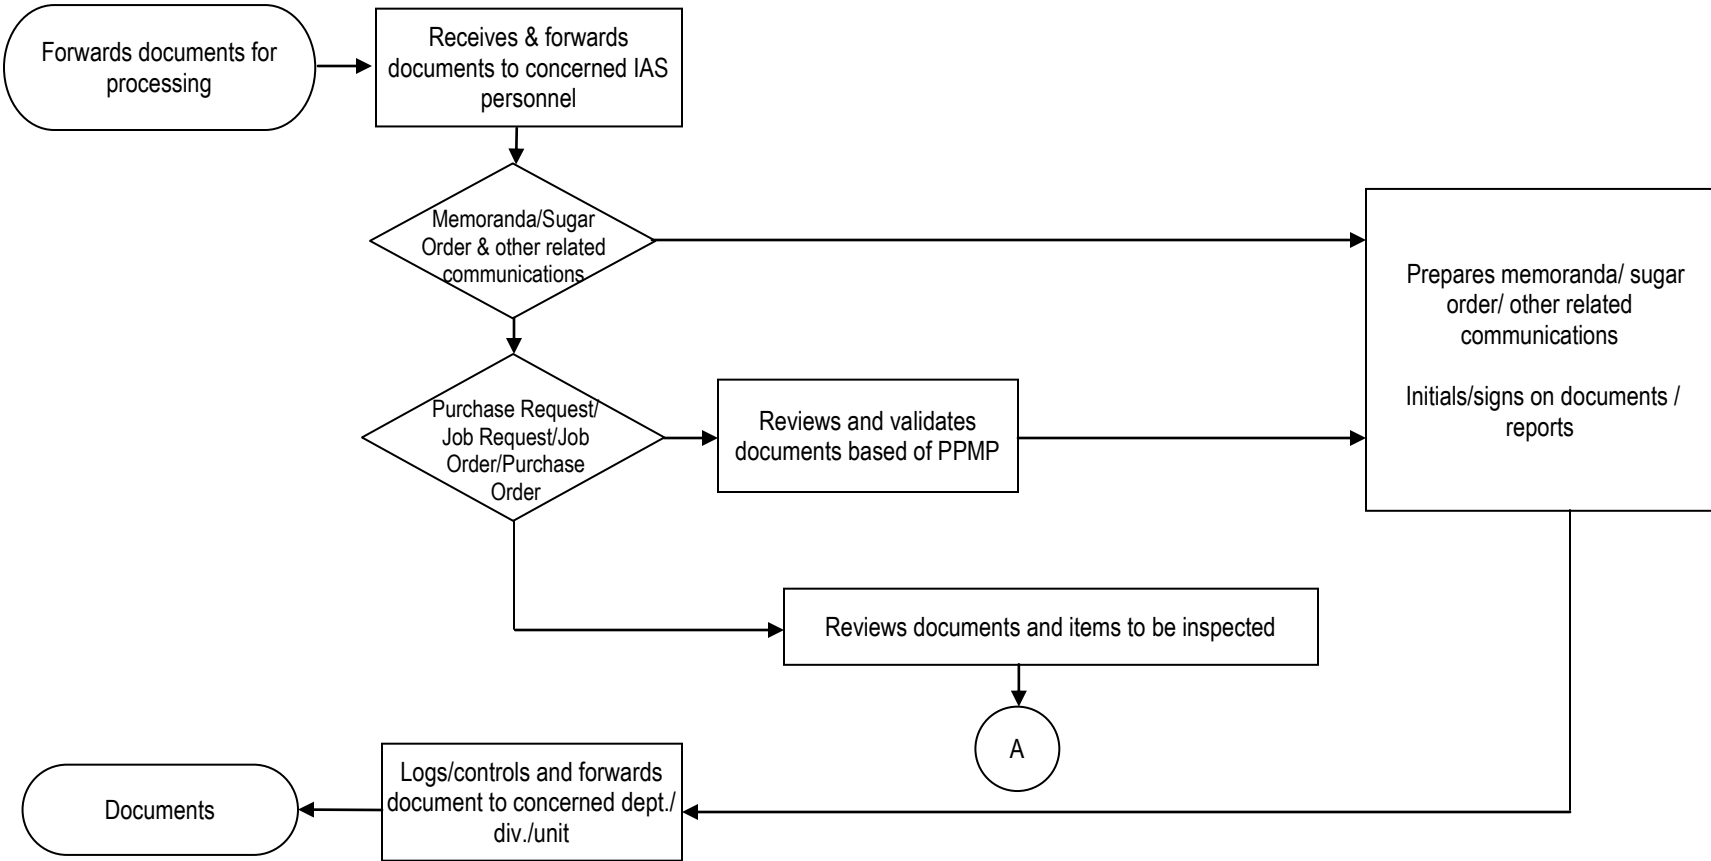 Forwards documents for
processing
Receives & forwards
documents to concerned IAS
personnel
Memoranda/Sugar
Order & other related
communications
Prepares memoranda/ sugar
order/ other related
communications
Initials/signs on documents /
reports
Purchase Request/
Job Request/Job
Order/Purchase
Order
Reviews and validates
documents based of PPMP
Reviews documents and items to be inspected
A
Logs/controls and forwards
document to concerned dept./
div./unit
Documents